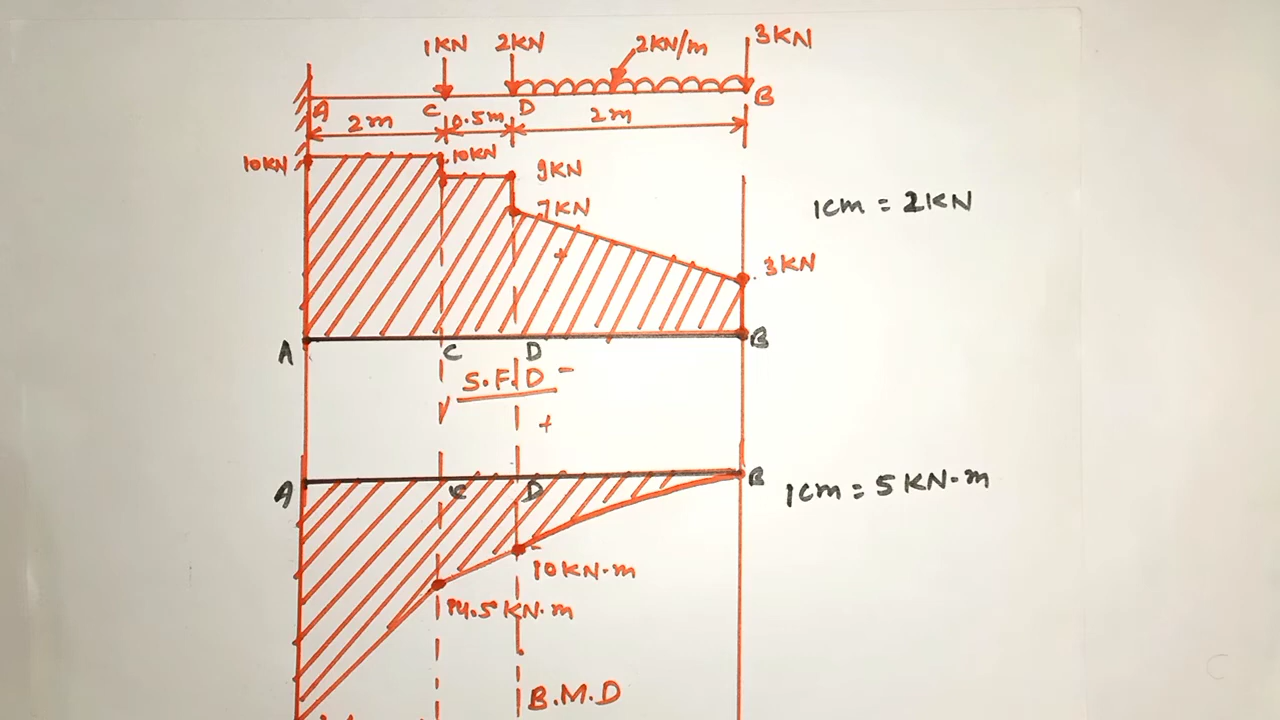 1KN 2KN 2KN/m 3KN
A C D B
2m 0.5m 2m
10KN 10KN 9KN
7KN
1cm = 2KN
+
3KN
A C D B
S.F.D -
+
A C D B
1cm = 5KN.m
10KN.m
14.5KN.m
B.M.D